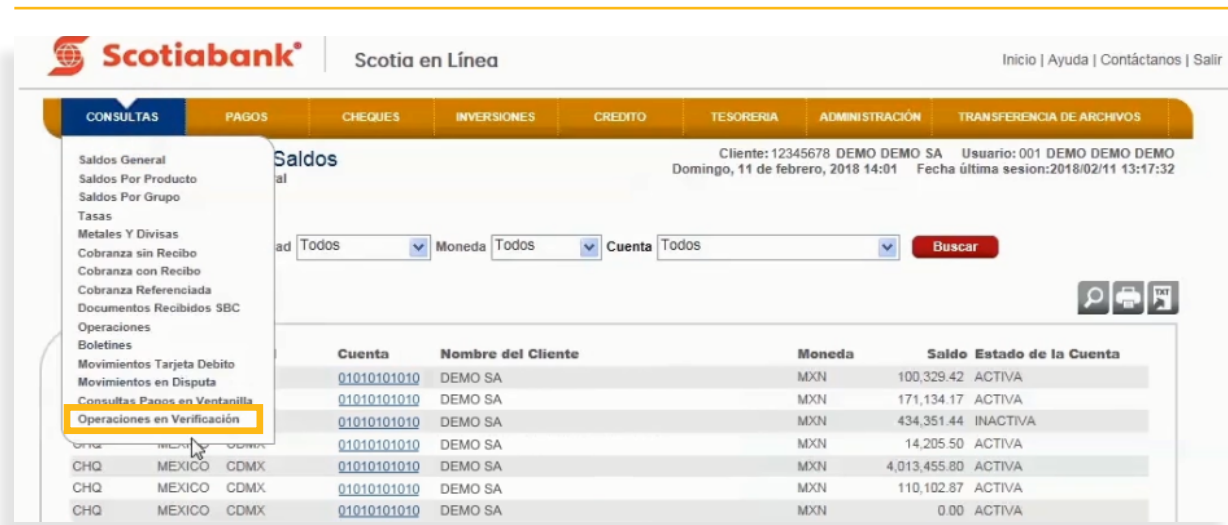 Scotiabank®
Scotia en Línea
Inicio | Ayuda | Contáctanos | Salir
CONSULTAS PAGOS CHEQUES INVERSIONES CREDITO TESORERIA ADMINISTRACIÓN TRANSFERENCIA DE ARCHIVOS
Saldos General
Saldos Por Producto
Saldos Por Grupo
Tasas
Metales Y Divisas
Cobranza sin Recibo
Cobranza con Recibo
Cobranza Referenciada
Documentos Recibidos SBC
Operaciones
Boletines
Movimientos Tarjeta Debito
Movimientos en Disputa
Consultas Pagos en Ventanilla
Operaciones en Verificación
Saldos
al
Cliente: 12345678 DEMO DEMO SA Usuario: 001 DEMO DEMO DEMO
Domingo, 11 de febrero, 2018 14:01 Fecha última sesion:2018/02/11 13:17:32
ad Todos Moneda Todos Cuenta Todos Buscar
TXT
Cuenta Nombre del Cliente Moneda Saldo Estado de la Cuenta
01010101010 DEMO SA MXN 100,329.42 ACTIVA
01010101010 DEMO SA MXN 171,134.17 ACTIVA
01010101010 DEMO SA MXN 434,351.44 INACTIVA
CHQ MEXICO CDMX 01010101010 DEMO SA MXN 14,205.50 ACTIVA
CHQ MEXICO CDMX 01010101010 DEMO SA MXN 4,013,455.80 ACTIVA
CHQ MEXICO CDMX 01010101010 DEMO SA MXN 110,102.87 ACTIVA
CHQ MEXICO CDMX 01010101010 DEMO SA MXN 0.00 ACTIVA